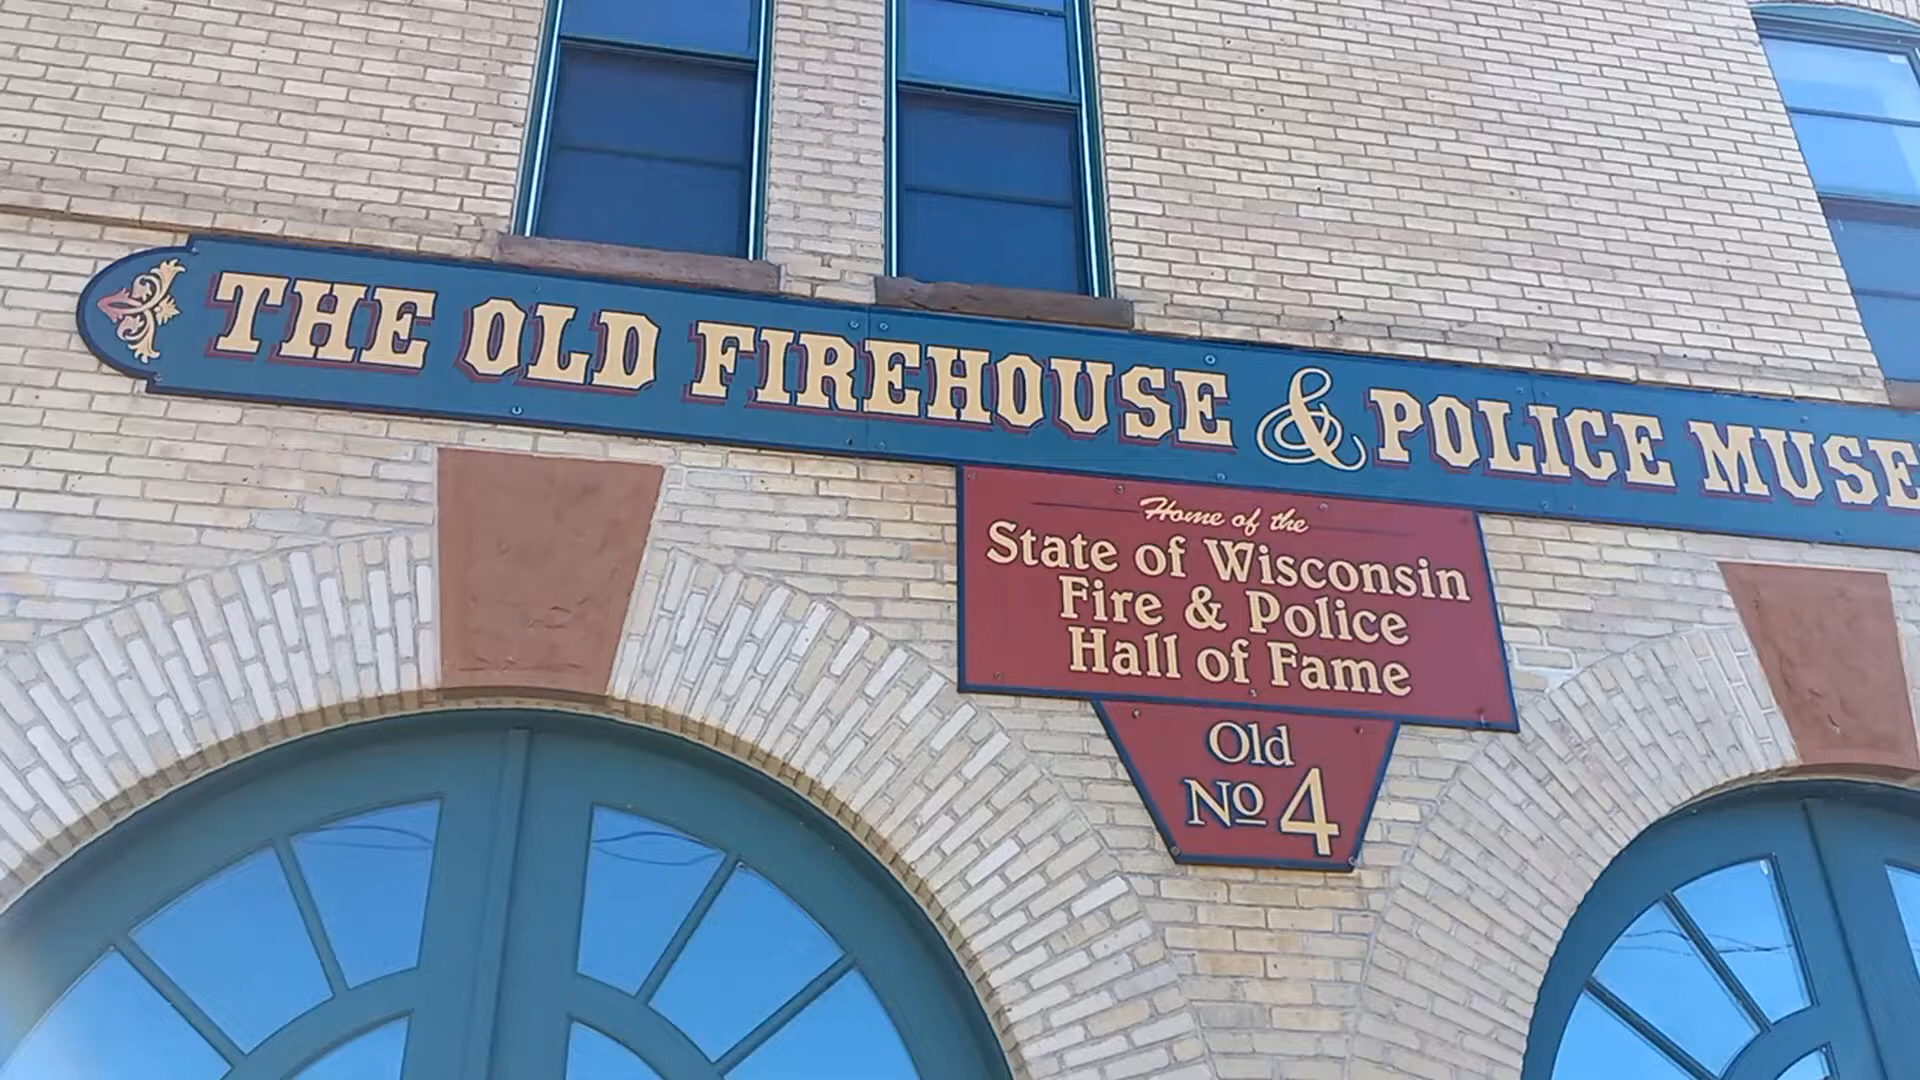 THE OLD FIREHOUSE & POLICE MUSE
Home of the
State of Wisconsin
Fire & Police
Hall of Fame
Old
No 4